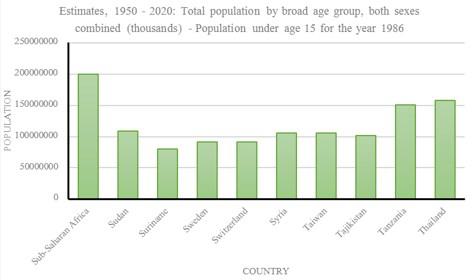 Estimates, 1950 - 2020: Total population by broad age group, both sexes
combined (thousands) - Population under age 15 for the year 1986
250000000
200000000
150000000
100000000
50000000
0
POPULATION
Sub-Saharan Africa
Sudan
Suriname
Sweden
Switzerland
Syria
Taiwan
Tajikistan
Tanzania
Thailand
COUNTRY